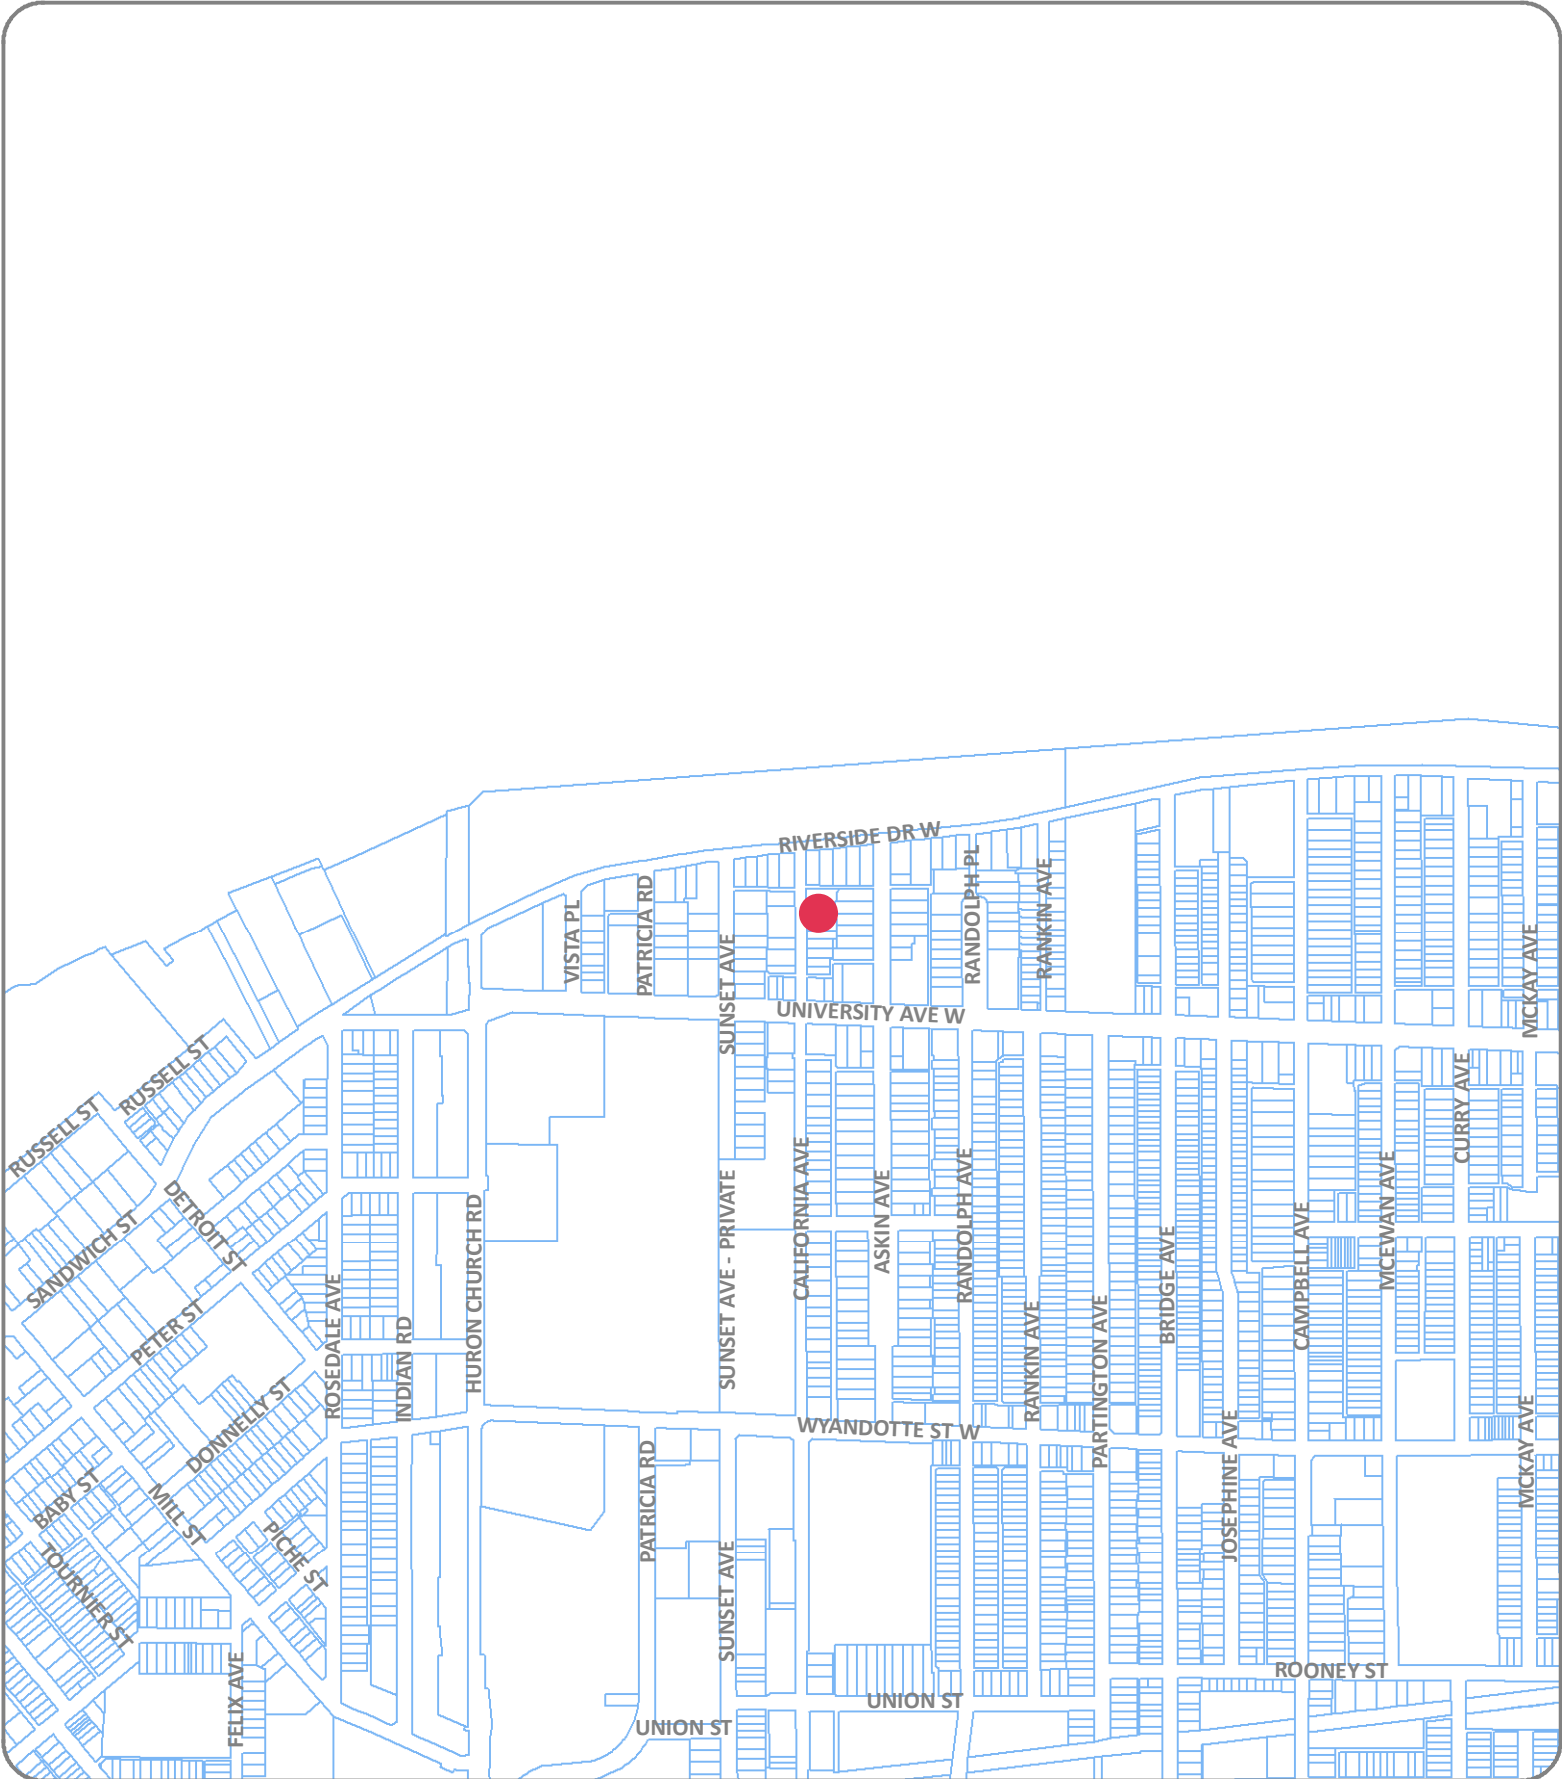 RIVERSIDE DR W
RANDOLPH PL
RANKIN AVE
VISTA PL
PATRICIA RD
SUNSET AVE
MCKAY AVE
UNIVERSITY AVE W
RUSSELL ST
RUSSELL ST
CURRY AVE
DETROIT ST
SANDWICH ST
HURON CHURCH RD
SUNSET AVE - PRIVATE
CALIFORNIA AVE
ASKIN AVE
RANDOLPH AVE
BRIDGE AVE
CAMPBELL AVE
MCEWAN AVE
PETER ST
ROSEDALE AVE
INDIAN RD
RANKIN AVE
PARTINGTON AVE
DONNELLY ST
WYANDOTTE ST W
JOSEPHINE AVE
MCKAY AVE
BABY ST
MILL ST
PICHE ST
PATRICIA RD
TOURNIER ST
SUNSET AVE
FELIX AVE
ROONEY ST
UNION ST
UNION ST